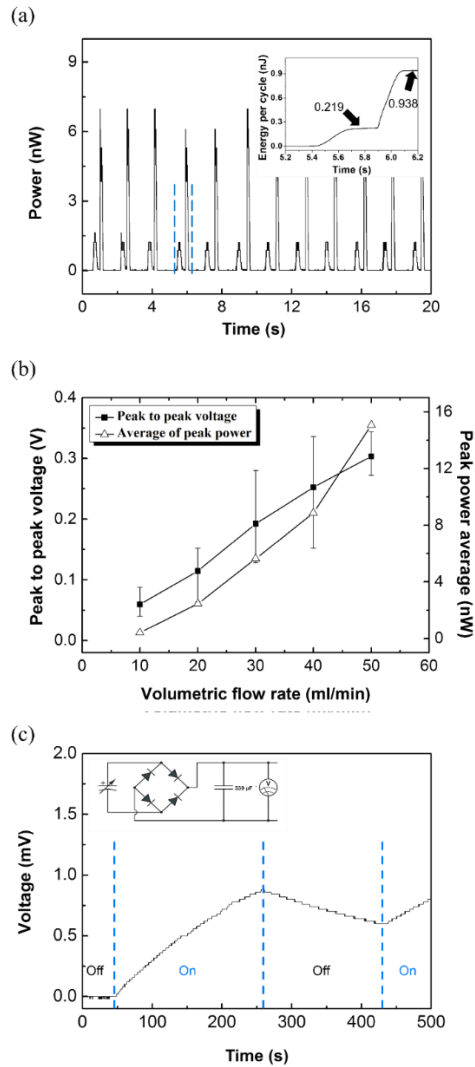 (a)
Power (nW)
9
6
3
0
0 4 8 12 16 20
Time (s)
Energy per cycle (nJ)
0.9
0.6
0.3
0.0
0.219
0.938
5.2 5.4 5.6 5.8 6.0 6.2
Time (s)
(b)
Peak to peak voltage (V)
0.4
0.3
0.2
0.1
0.0
Peak to peak voltage
Average of peak power
16
12
8
4
0
Peak power average (nW)
0 10 20 30 40 50 60
Volumetric flow rate (ml/min)
(c)
Voltage (mV)
2.0
1.5
1.0
0.5
0.0
V
Off
On
Off
On
0 100 200 300 400 500
Time (s)